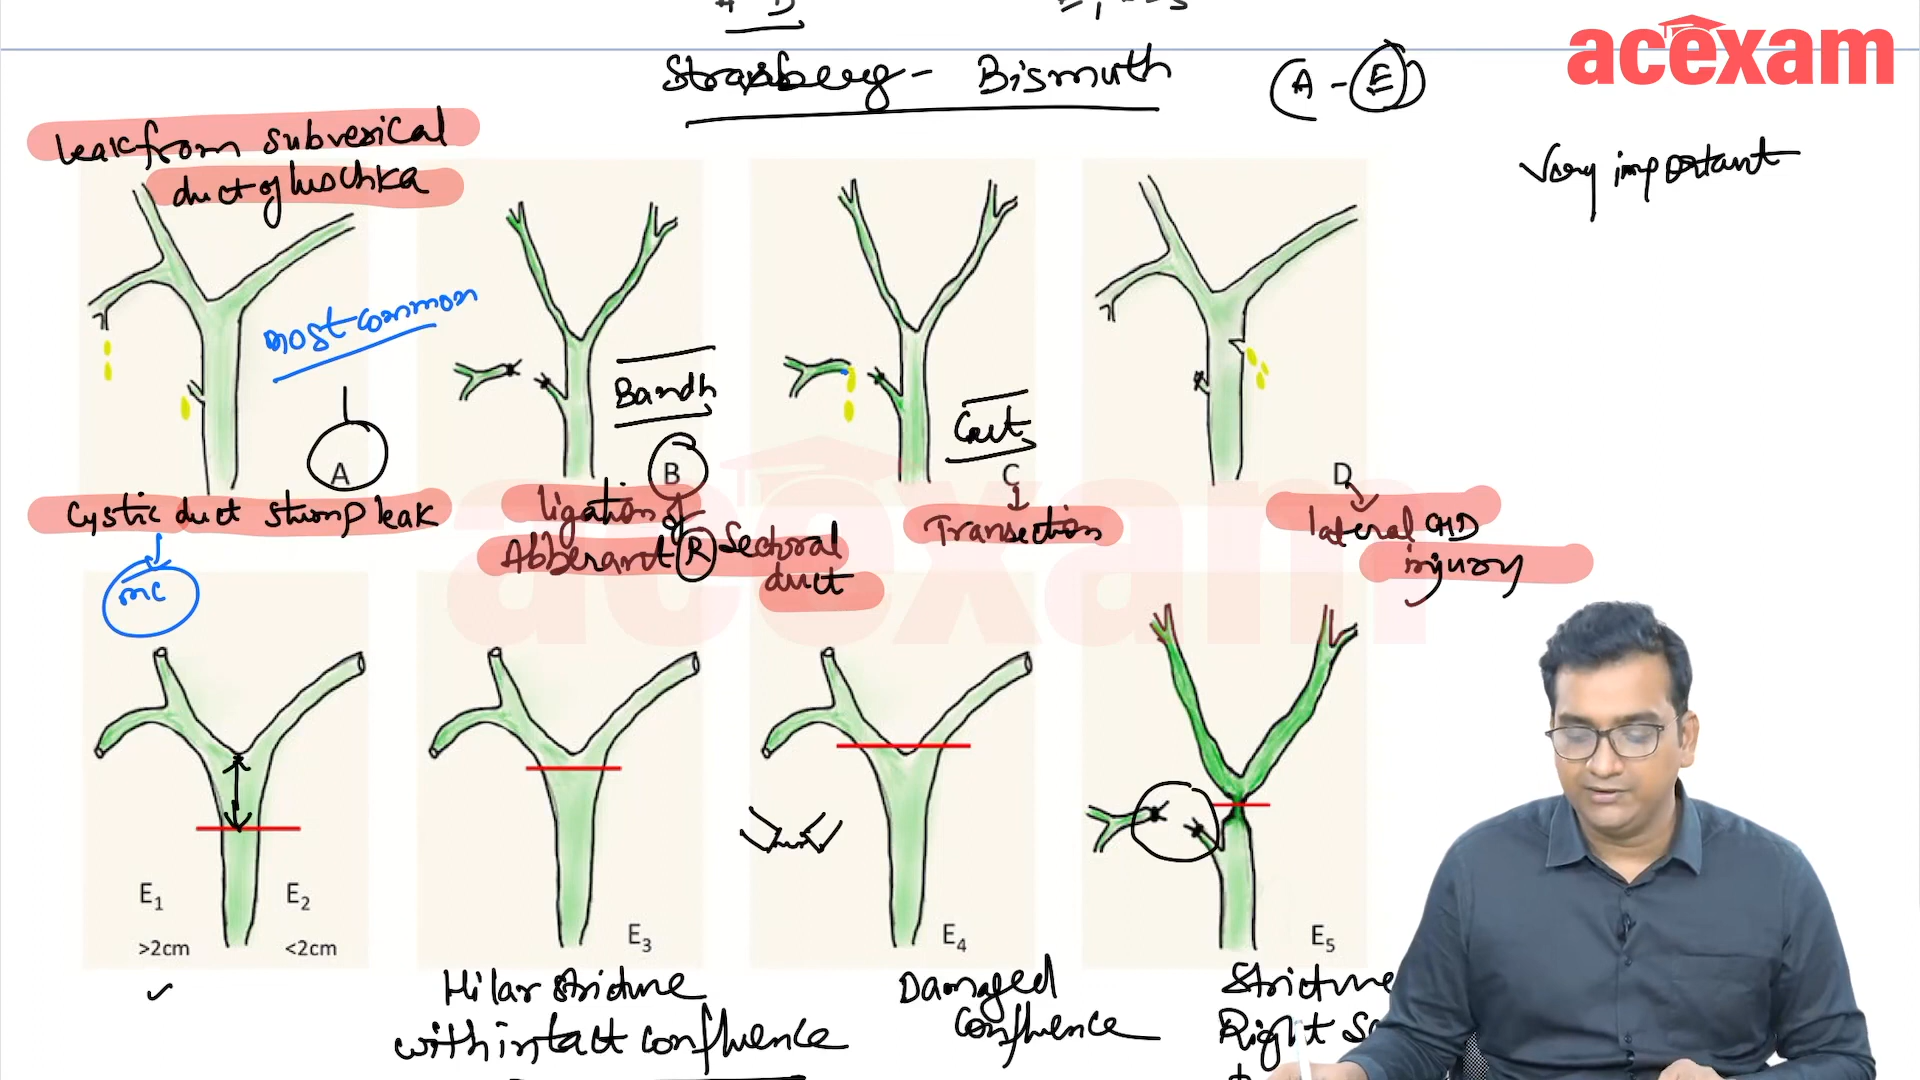 acexam
Strasberg - Bismuth (A - E)
Very important
leak from subvesical
duct of luschka
most common
Bandh
Cut
A
B
C
D
Cystic duct stump leak
mc
ligation of
Abberant R Sectoral
duct
Transection
lateral CHD
injury
acexam
E1 E2
>2cm <2cm
E3
E4
E5
Hilar stricture
with intact confluence
Damaged
Confluence
Stricture
Right